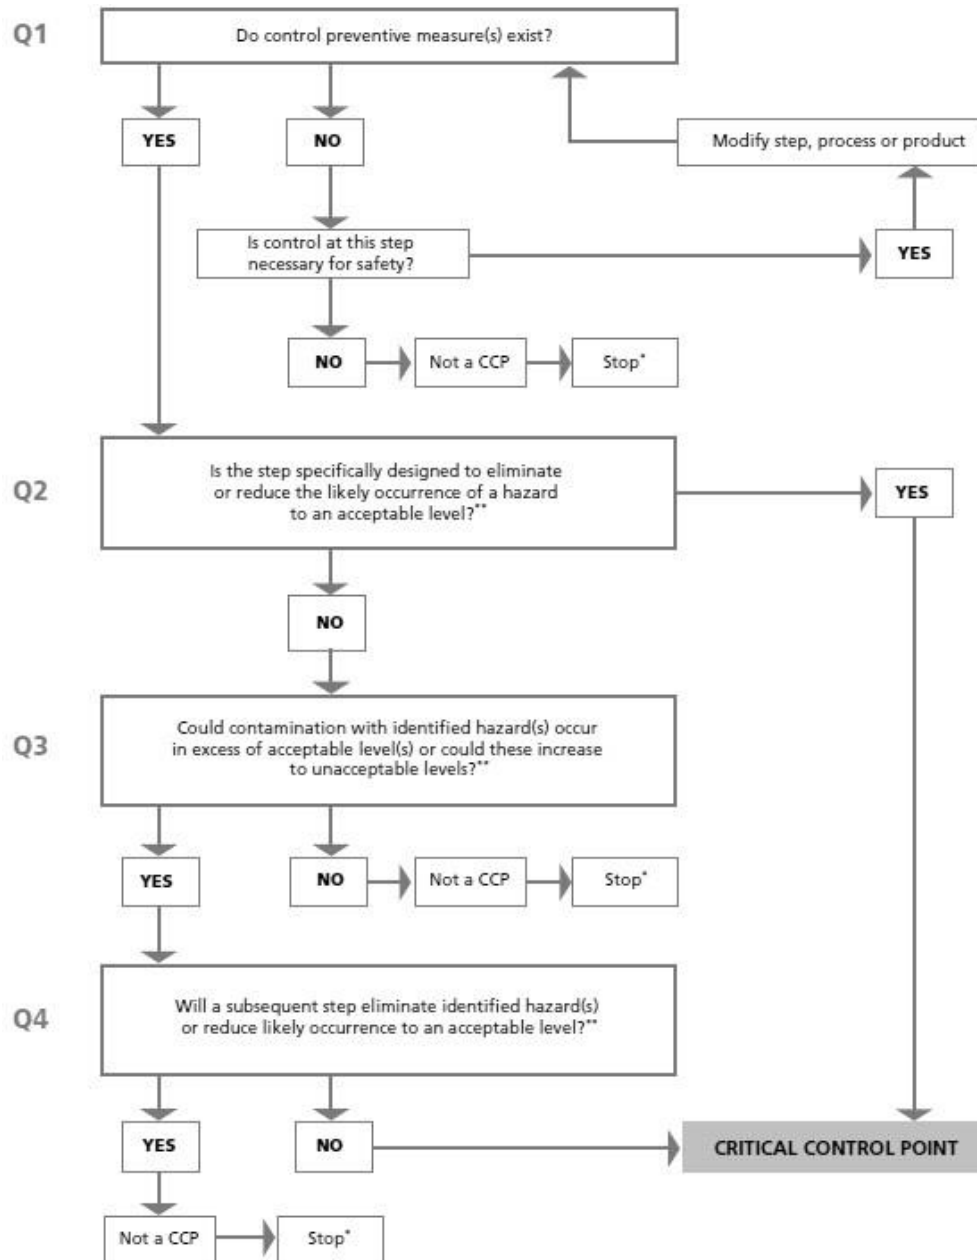 Q1
Do control preventive measure(s) exist?
YES
NO
Modify step, process or product
Is control at this step
necessary for safety?
YES
NO
Not a CCP
Stop*
Q2
Is the step specifically designed to eliminate
or reduce the likely occurrence of a hazard
to an acceptable level?**
YES
NO
Q3
Could contamination with identified hazard(s) occur
in excess of acceptable level(s) or could these increase
to unacceptable levels?**
YES
NO
Not a CCP
Stop*
Q4
Will a subsequent step eliminate identified hazard(s)
or reduce likely occurrence to an acceptable level?**
YES
NO
CRITICAL CONTROL POINT
Not a CCP
Stop*